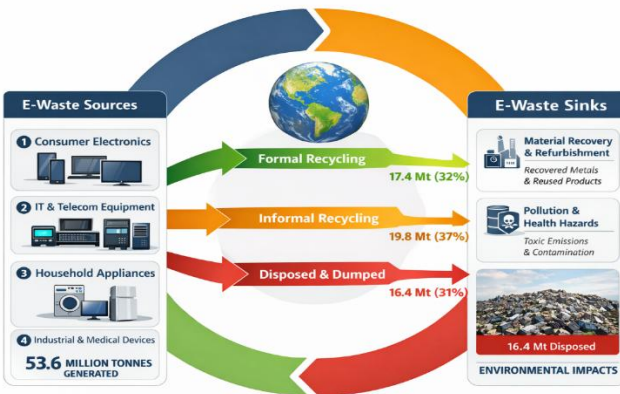 E-Waste Sources
1 Consumer Electronics
2 IT & Telecom Equipment
3 Household Appliances
4 Industrial & Medical Devices
53.6 MILLION TONNES
GENERATED
Formal Recycling
17.4 Mt (32%)
Informal Recycling
19.8 Mt (37%)
Disposed & Dumped
16.4 Mt (31%)
E-Waste Sinks
Material Recovery
& Refurbishment
Recovered Metals
& Reused Products
Pollution &
Health Hazards
Toxic Emissions
& Contamination
16.4 Mt Disposed
ENVIRONMENTAL IMPACTS